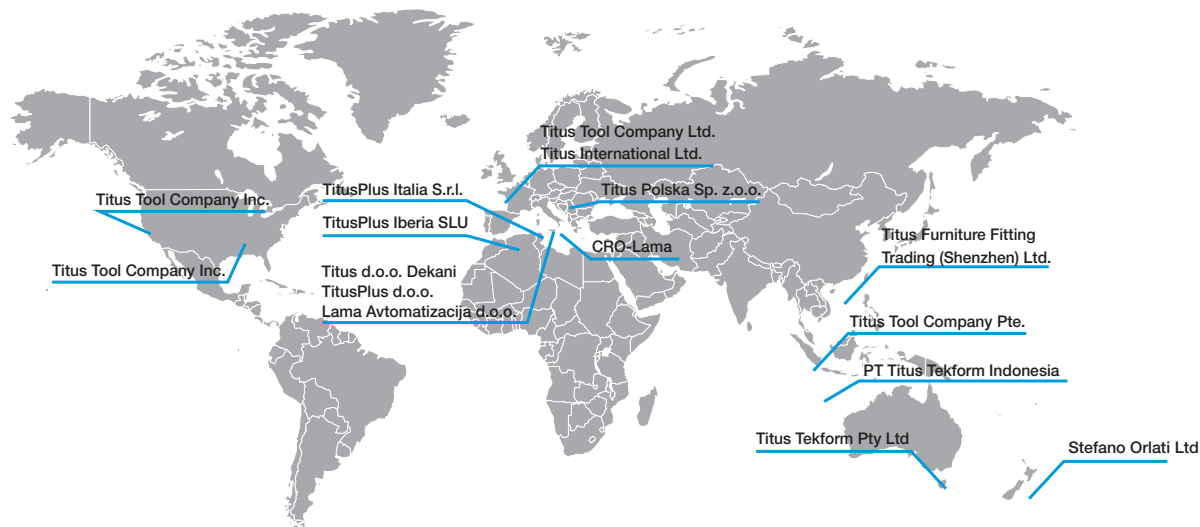 Titus Tool Company Ltd.
Titus International Ltd.
Titus Tool Company Inc.
TitusPlus Italia S.r.l.
Titus Polska Sp. z.o.o.
TitusPlus Iberia SLU
CRO-Lama
Titus Furniture Fitting
Trading (Shenzhen) Ltd.
Titus Tool Company Inc.
Titus d.o.o. Dekani
TitusPlus d.o.o.
Lama Avtomatizacija d.o.o.
Titus Tool Company Pte.
PT Titus Tekform Indonesia
Titus Tekform Pty Ltd
Stefano Orlati Ltd